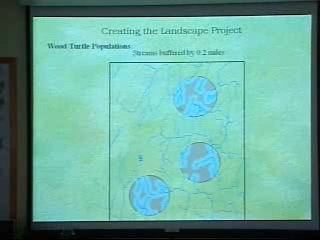 Creating the Landscape Project
Wood Turtle Populations
Streams buffered by 0.2 miles